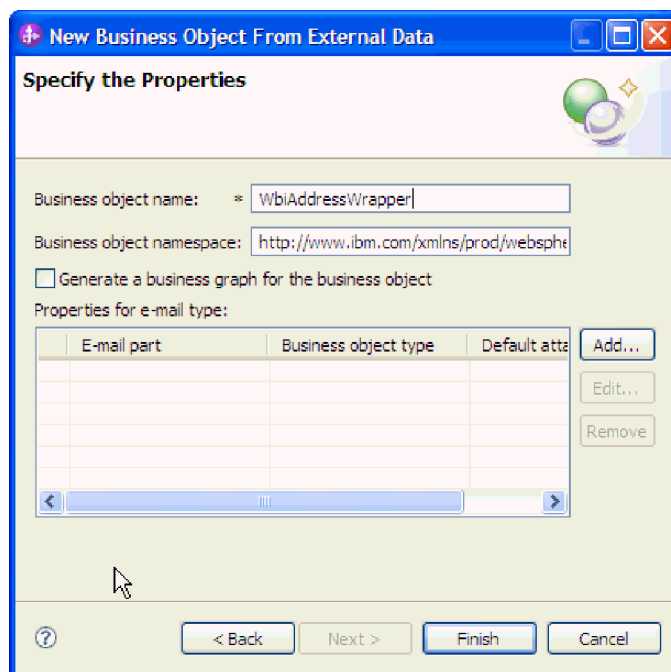 New Business Object From External Data
Specify the Properties
Business object name: * WbiAddressWrapper
Business object namespace: http://www.ibm.com/xmlns/prod/websphe
Generate a business graph for the business object
Properties for e-mail type:
E-mail part Business object type Default atta Add...
Edit...
Remove
? < Back Next > Finish Cancel